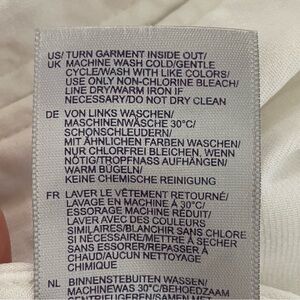 US/ TURN GARMENT INSIDE OUT/
UK MACHINE WASH COLD/GENTLE
CYCLE/WASH WITH LIKE COLORS/
USE ONLY NON-CHLORINE BLEACH/
LINE DRY/WARM IRON IF
NECESSARY/DO NOT DRY CLEAN
DE VON LINKS WASCHEN/
MASCHINENWÄSCHE 30°C/
SCHONSCHLEUDERN/
MIT ÄHNLICHEN FARBEN WASCHEN/
NUR CHLORFREI BLEICHEN, WENN
NÖTIG/TROPFNASS AUFHÄNGEN/
WARM BÜGELN/
KEINE CHEMISCHE REINIGUNG
FR LAVER LE VÊTEMENT RETOURNÉ/
LAVAGE EN MACHINE À 30°C/
ESSORAGE MACHINE RÉDUIT/
LAVER AVEC DES COULEURS
SIMILAIRES/BLANCHIR SANS CHLORE
SI NÉCESSAIRE/METTRE À SÉCHER
SANS ESSORER/REPASSER À
CHAUD/AUCUN NETTOYAGE
CHIMIQUE
NL BINNENSTEBUITEN WASSEN/
MACHINEWAS 30°C/BEHOEDZAAM
CENTRIFUGEREN/SAMEN MET